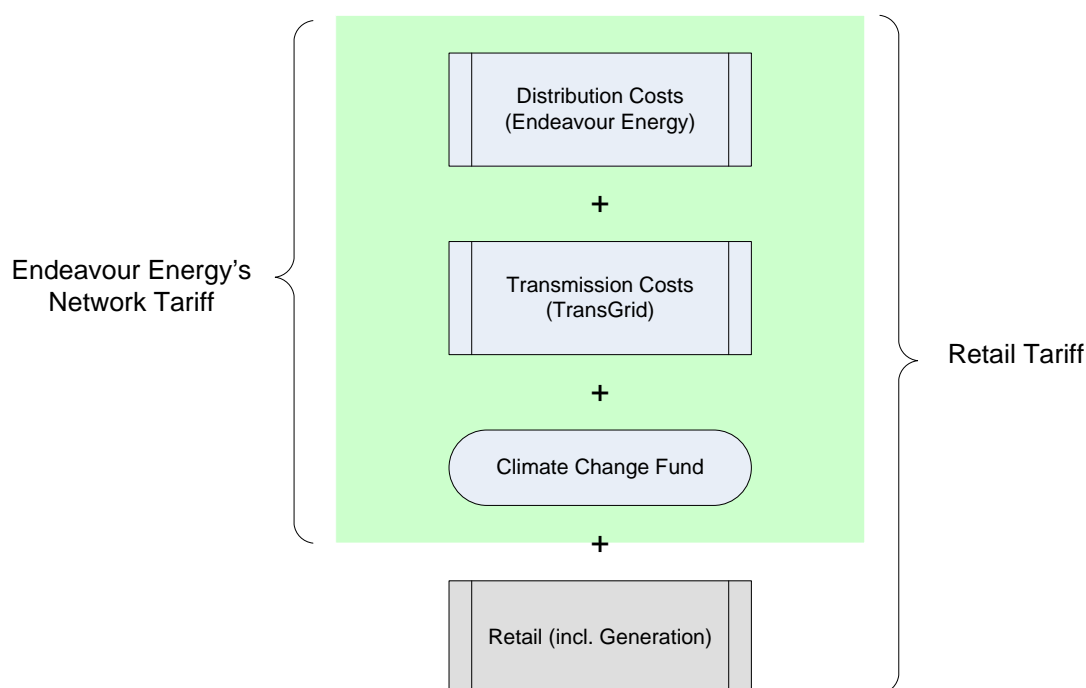 Distribution Costs
(Endeavour Energy)
+
Endeavour Energy's
Network Tariff
Transmission Costs
(TransGrid)
+
Retail Tariff
Climate Change Fund
+
Retail (incl. Generation)